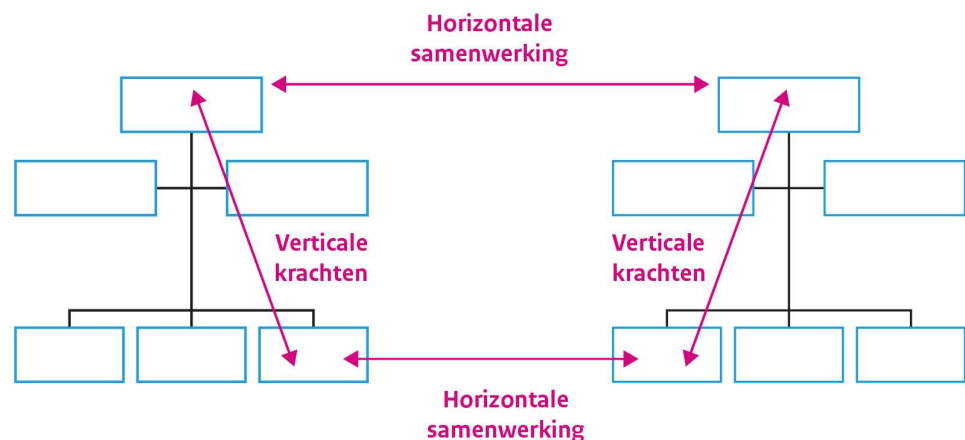 Horizontale
samenwerking
Verticale
krachten
Verticale
krachten
Horizontale
samenwerking